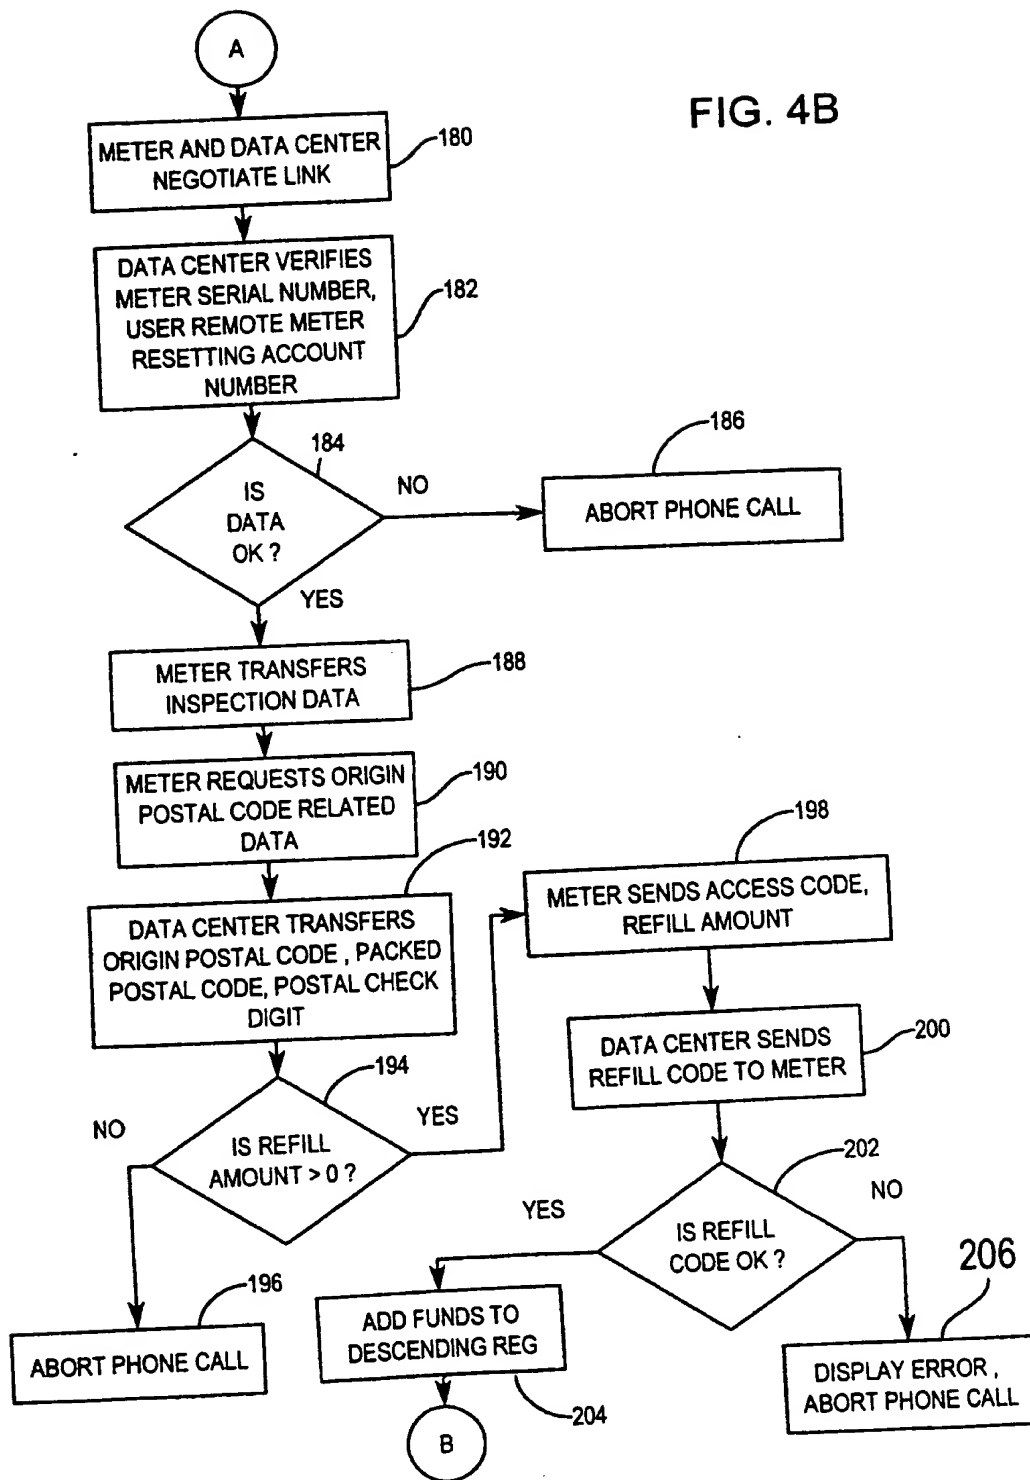 A
FIG. 4B
METER AND DATA CENTER
NEGOTIATE LINK
180
DATA CENTER VERIFIES
METER SERIAL NUMBER,
USER REMOTE METER
RESETTING ACCOUNT
NUMBER
182
184
IS
DATA
OK ?
NO
YES
186
ABORT PHONE CALL
METER TRANSFERS
INSPECTION DATA
188
METER REQUESTS ORIGIN
POSTAL CODE RELATED
DATA
190
192
DATA CENTER TRANSFERS
ORIGIN POSTAL CODE , PACKED
POSTAL CODE, POSTAL CHECK
DIGIT
194
NO
YES
IS REFILL
AMOUNT > 0 ?
196
ABORT PHONE CALL
198
METER SENDS ACCESS CODE,
REFILL AMOUNT
DATA CENTER SENDS
REFILL CODE TO METER
200
202
YES
NO
IS REFILL
CODE OK ?
ADD FUNDS TO
DESCENDING REG
204
B
206
DISPLAY ERROR ,
ABORT PHONE CALL